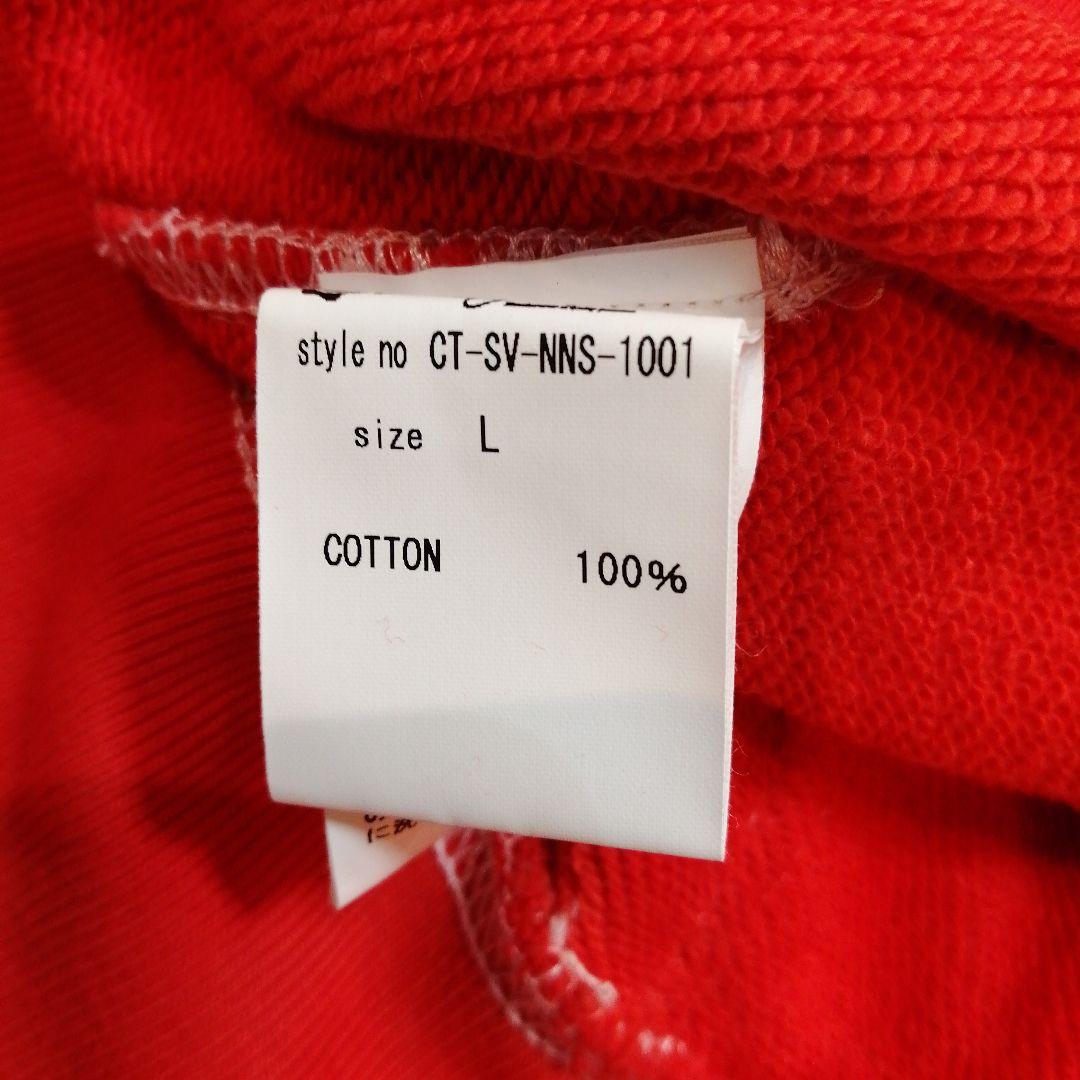 style no CT-SV-NNS-1001
size L
COTTON 100%